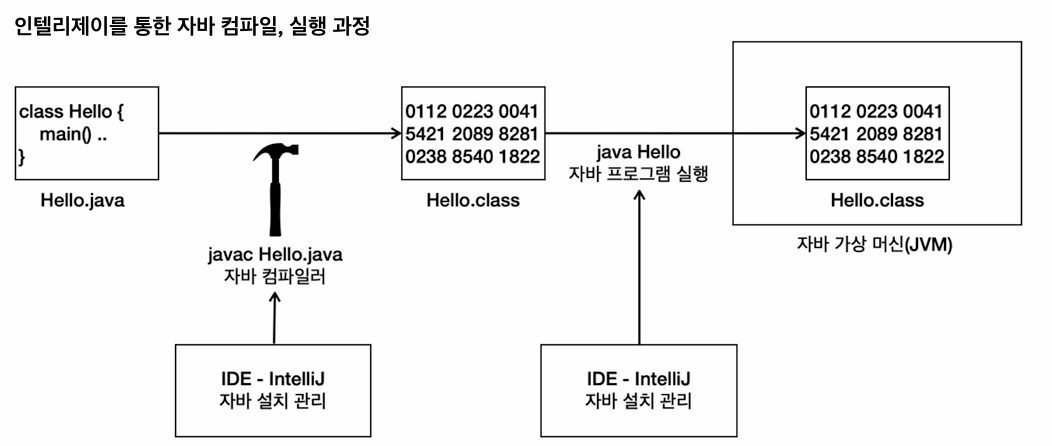 인텔리제이를 통한 자바 컴파일, 실행 과정
class Hello {
main() ..
}
Hello.java
javac Hello.java
자바 컴파일러
IDE - IntelliJ
자바 설치 관리
0112 0223 0041
5421 2089 8281
0238 8540 1822
Hello.class
java Hello
자바 프로그램 실행
IDE - IntelliJ
자바 설치 관리
0112 0223 0041
5421 2089 8281
0238 8540 1822
Hello.class
자바 가상 머신(JVM)